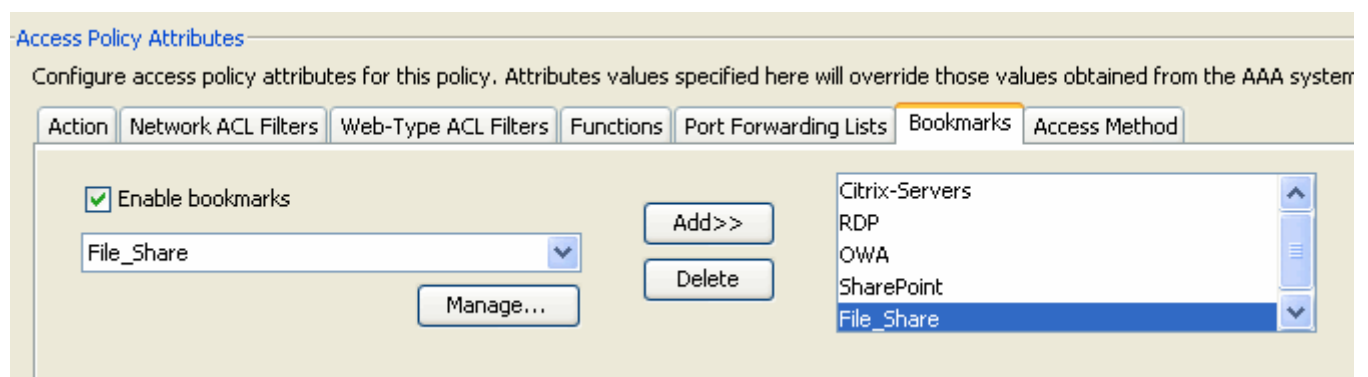 Access Policy Attributes
Configure access policy attributes for this policy. Attributes values specified here will override those values obtained from the AAA system
Action Network ACL Filters Web-Type ACL Filters Functions Port Forwarding Lists Bookmarks Access Method
Enable bookmarks
File_Share
Manage...
Add>>
Delete
Citrix-Servers
RDP
OWA
SharePoint
File_Share